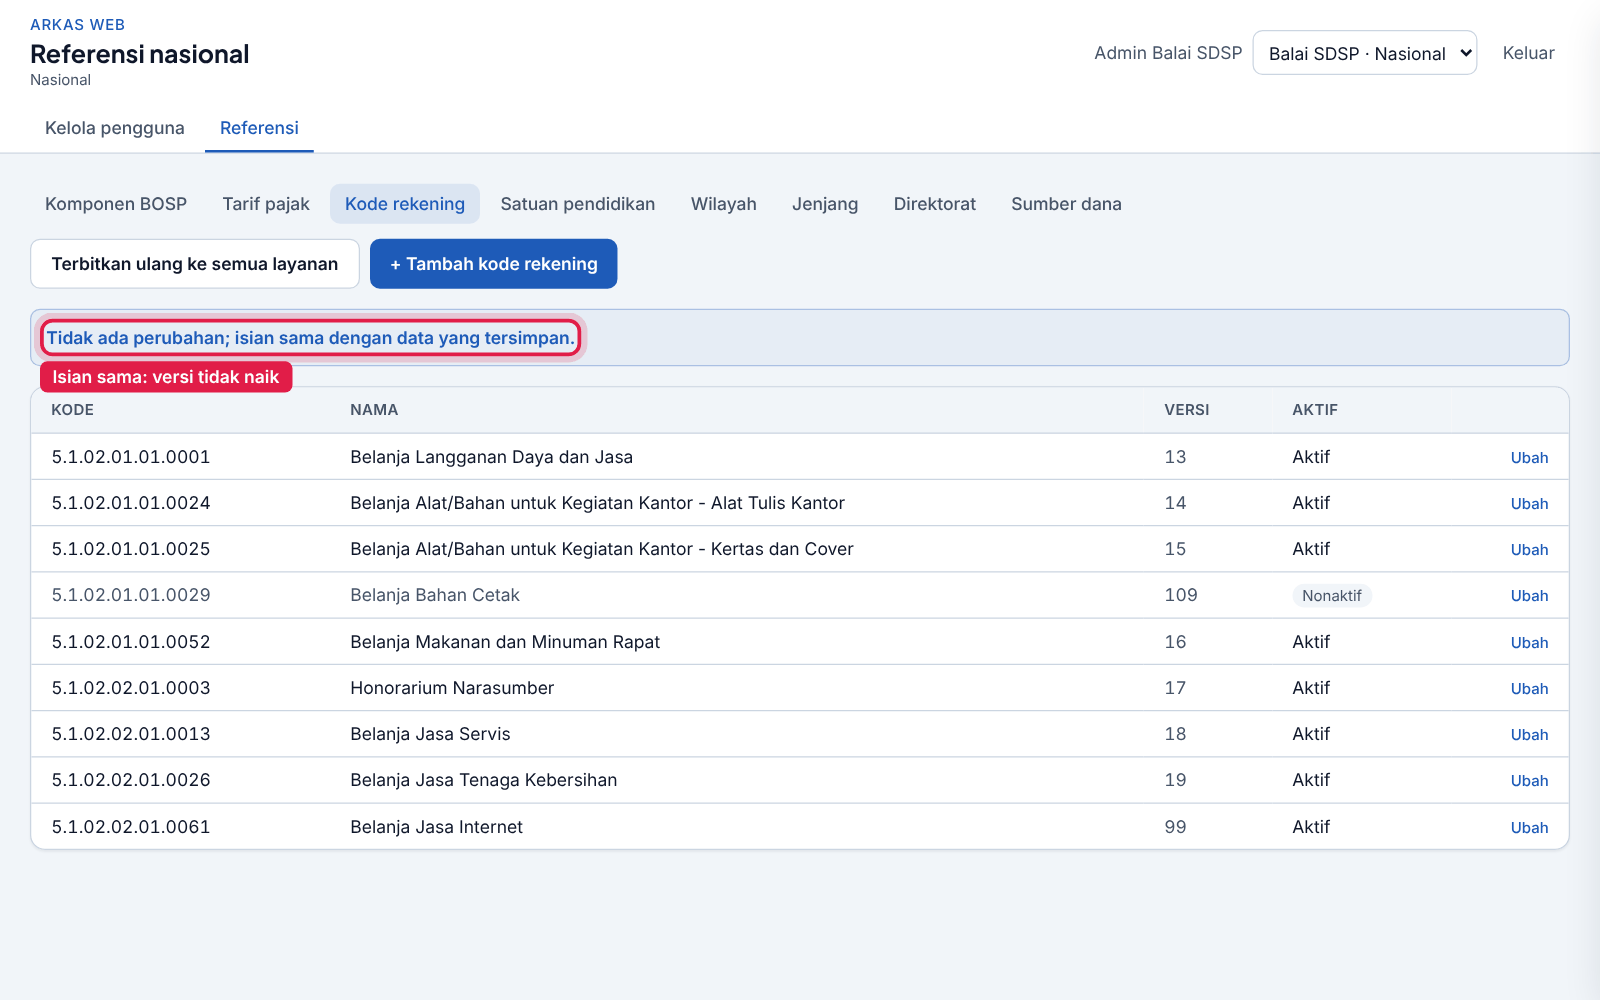 ARKAS WEB
Referensi nasional
Nasional
Admin Balai SDSP
Balai SDSP · Nasional
Keluar
Kelola pengguna
Referensi
Komponen BOSP
Tarif pajak
Kode rekening
Satuan pendidikan
Wilayah
Jenjang
Direktorat
Sumber dana
Terbitkan ulang ke semua layanan
+ Tambah kode rekening
Tidak ada perubahan; isian sama dengan data yang tersimpan.
Isian sama: versi tidak naik
KODE NAMA VERSI AKTIF
5.1.02.01.01.0001 Belanja Langganan Daya dan Jasa 13 Aktif Ubah
5.1.02.01.01.0024 Belanja Alat/Bahan untuk Kegiatan Kantor - Alat Tulis Kantor 14 Aktif Ubah
5.1.02.01.01.0025 Belanja Alat/Bahan untuk Kegiatan Kantor - Kertas dan Cover 15 Aktif Ubah
5.1.02.01.01.0029 Belanja Bahan Cetak 109 Nonaktif Ubah
5.1.02.01.01.0052 Belanja Makanan dan Minuman Rapat 16 Aktif Ubah
5.1.02.02.01.0003 Honorarium Narasumber 17 Aktif Ubah
5.1.02.02.01.0013 Belanja Jasa Servis 18 Aktif Ubah
5.1.02.02.01.0026 Belanja Jasa Tenaga Kebersihan 19 Aktif Ubah
5.1.02.02.01.0061 Belanja Jasa Internet 99 Aktif Ubah